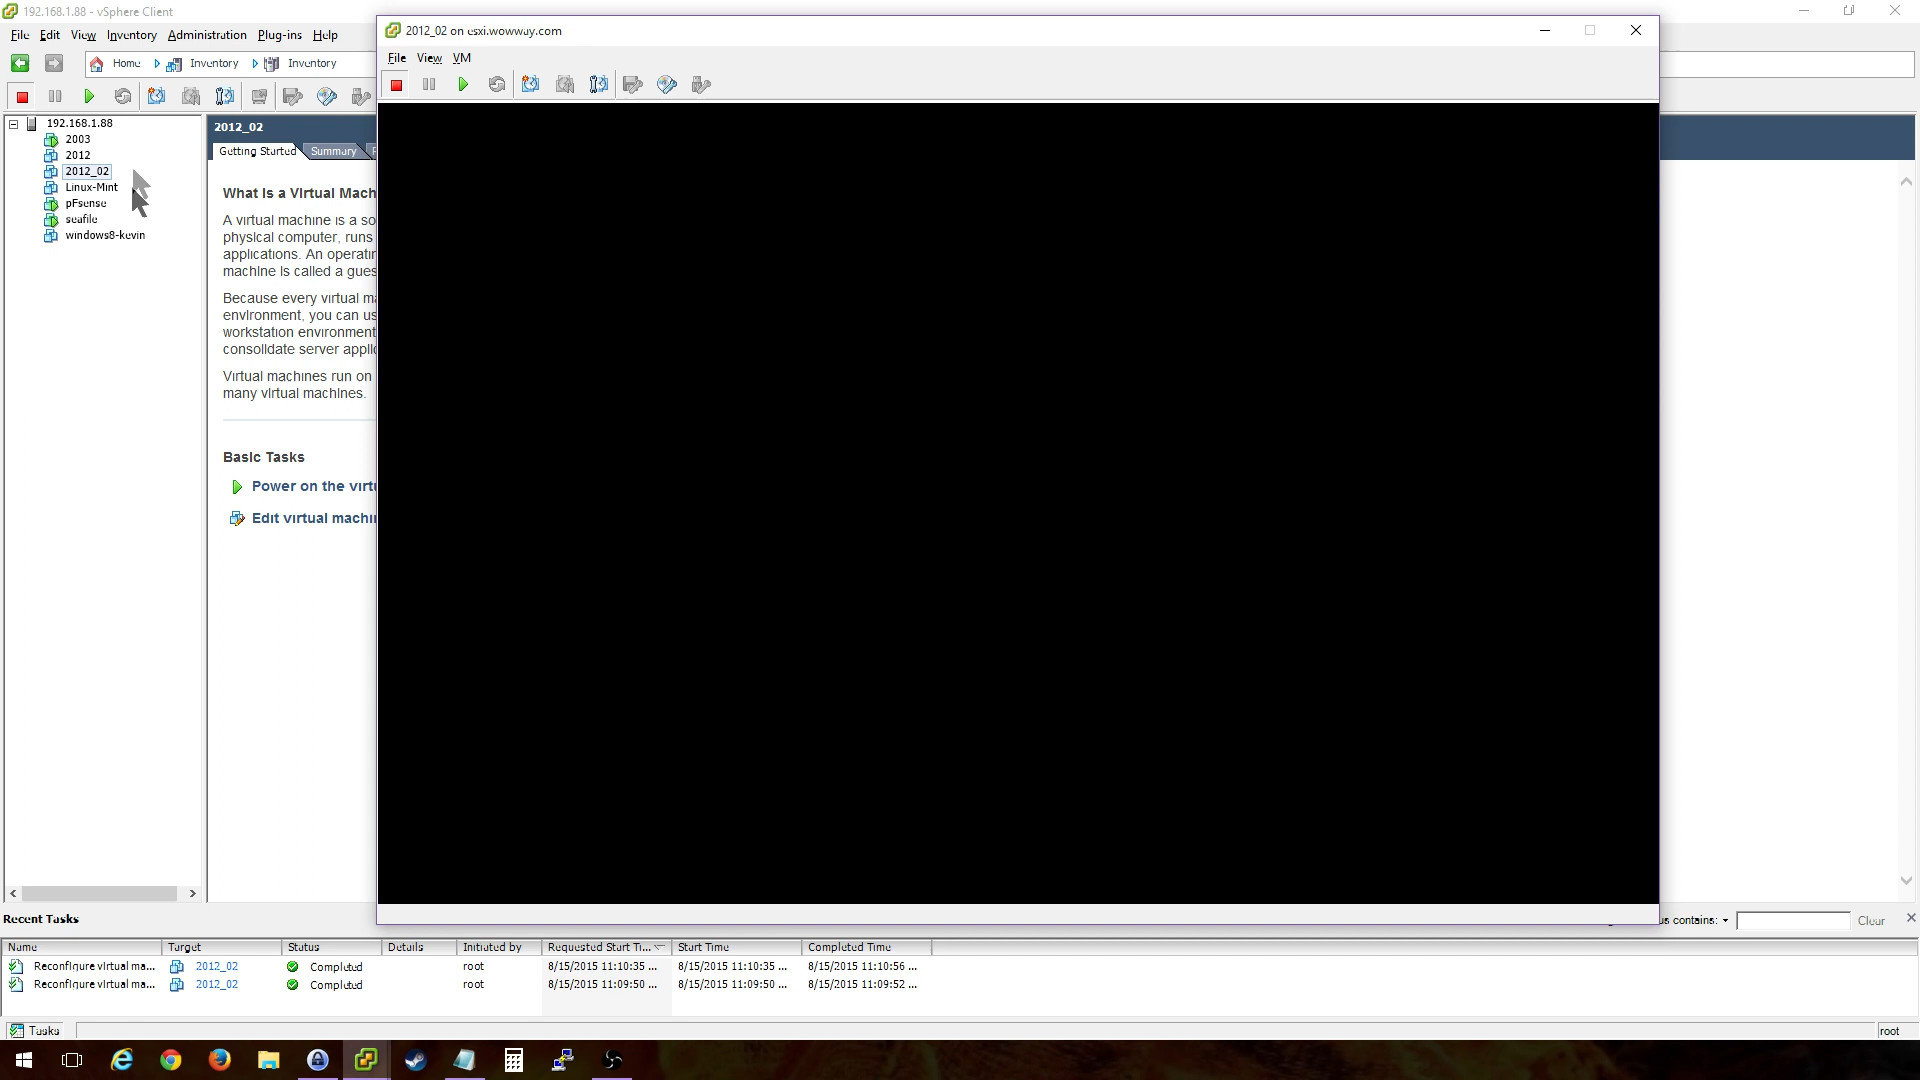 192.168.1.88 - vSphere Client
File Edit View Inventory Administration Plug-ins Help
Home Inventory Inventory
2012_02 on esxi.wowway.com
File View VM
192.168.1.88
2003
2012
2012_02
Linux-Mint
pFsense
seafile
windows8-kevin
2012_02
Getting Started Summary
What is a Virtual Mach
A virtual machine is a so
physical computer, runs
applications. An operatin
machine is called a gues
Because every virtual ma
environment, you can us
workstation environment
consolidate server applic
Virtual machines run on
many virtual machines.
Basic Tasks
Power on the virtu
Edit virtual machin
Recent Tasks
us contains: Clear
Name Target Status Details Initiated by Requested Start Ti... Start Time Completed Time
Reconfigure virtual ma... 2012_02 Completed root 8/15/2015 11:10:35 ... 8/15/2015 11:10:35 ... 8/15/2015 11:10:56 ...
Reconfigure virtual ma... 2012_02 Completed root 8/15/2015 11:09:50 ... 8/15/2015 11:09:50 ... 8/15/2015 11:09:52 ...
Tasks root